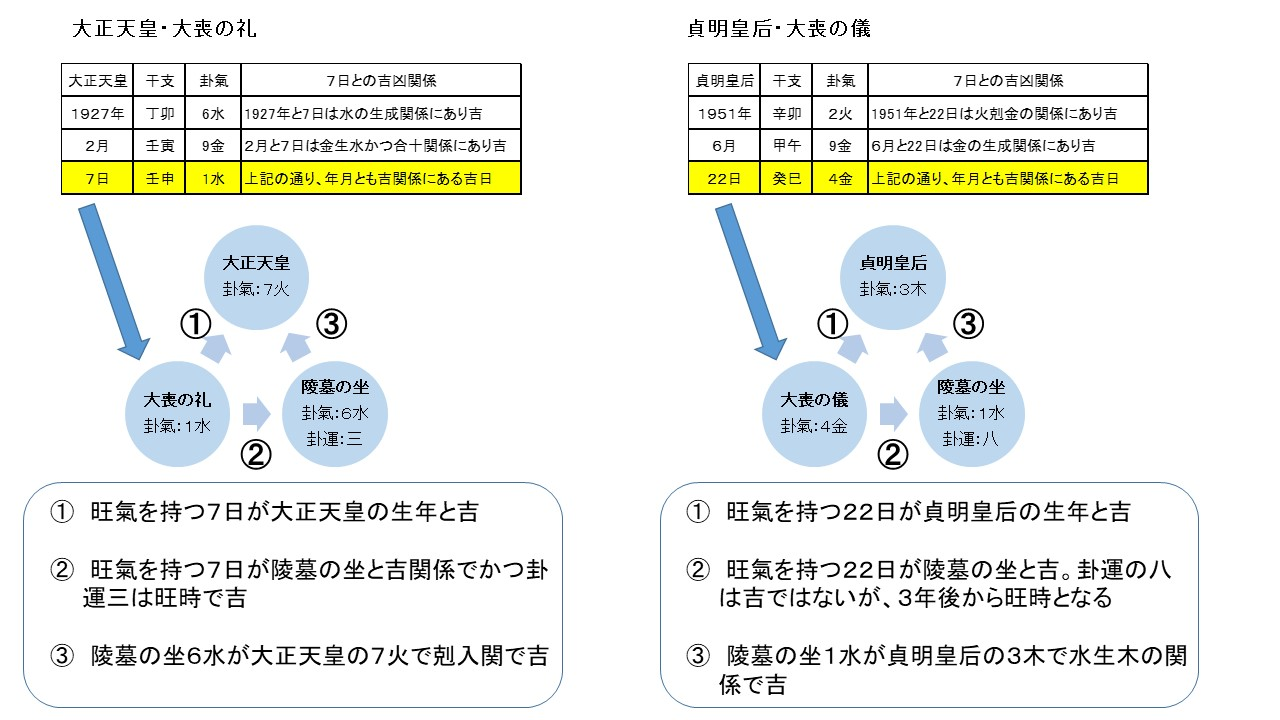 大正天皇・大喪の礼
大正天皇 干支 卦氣 7日との吉凶関係
1927年 丁卯 6水 1927年と7日は水の生成関係にあり吉
2月 壬寅 9金 2月と7日は金生水かつ合十関係にあり吉
7日 壬申 1水 上記の通り、年月とも吉関係にある吉日
大正天皇
卦氣：7火
①
③
大喪の礼
卦氣：1水
陵墓の坐
卦氣：6水
卦運：三
②
① 旺氣を持つ7日が大正天皇の生年と吉
② 旺氣を持つ7日が陵墓の坐と吉関係でかつ卦
運三は旺時で吉
③ 陵墓の坐6水が大正天皇の7火で剋入関で吉
貞明皇后・大喪の儀
貞明皇后 干支 卦氣 7日との吉凶関係
1951年 辛卯 2火 1951年と22日は火剋金の関係にあり吉
6月 甲午 9金 6月と22日は金の生成関係にあり吉
22日 癸巳 4金 上記の通り、年月とも吉関係にある吉日
貞明皇后
卦氣：3木
①
③
大喪の儀
卦氣：4金
陵墓の坐
卦氣：1水
卦運：八
②
① 旺氣を持つ22日が貞明皇后の生年と吉
② 旺氣を持つ22日が陵墓の坐と吉。卦運の八
は吉ではないが、3年後から旺時となる
③ 陵墓の坐1水が貞明皇后の3木で水生木の関
係で吉